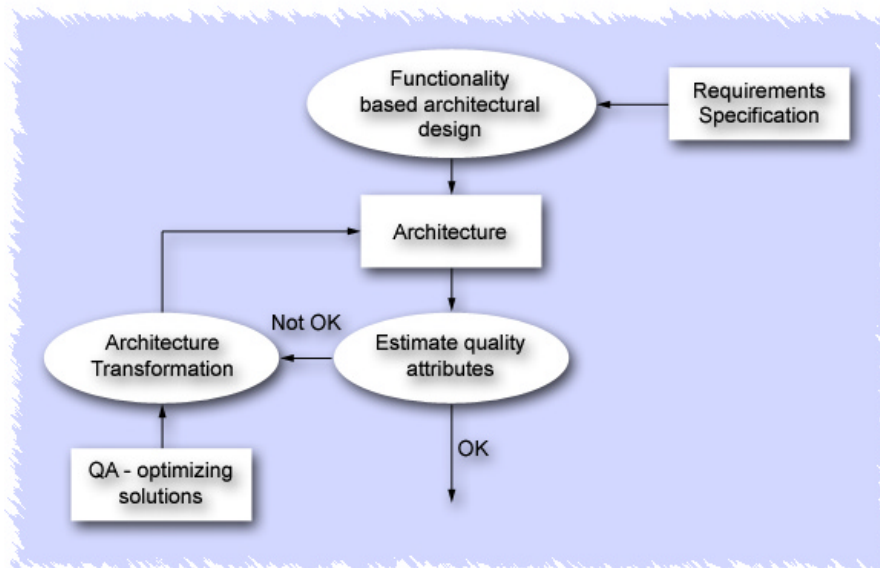 Functionality
based architectural
design
Requirements
Specification
Architecture
Not OK
Architecture
Transformation
Estimate quality
attributes
OK
QA - optimizing
solutions